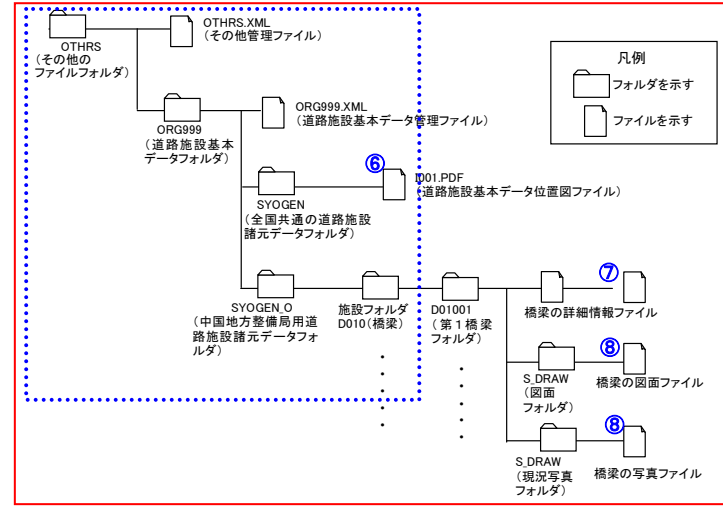 OTHRS
(その他の
ファイルフォルダ)
OTHRS.XML
(その他管理ファイル)
凡例
フォルダを示す
ファイルを示す
ORG999
(道路施設基本
データフォルダ)
ORG999.XML
(道路施設基本データ管理ファイル)
⑥
I001.PDF
(道路施設基本データ位置図ファイル)
SYOGEN
(全国共通の道路施設
諸元データフォルダ)
SYOGEN_O
(中国地方整備局用道
路施設諸元データフォ
ルダ)
施設フォルダ
D010(橋梁)
D01001
(第1橋梁
フォルダ)
⑦
橋梁の詳細情報ファイル
⑧
S_DRAW
(図面
フォルダ)
橋梁の図面ファイル
⑧
S_DRAW
(現況写真
フォルダ)
橋梁の写真ファイル